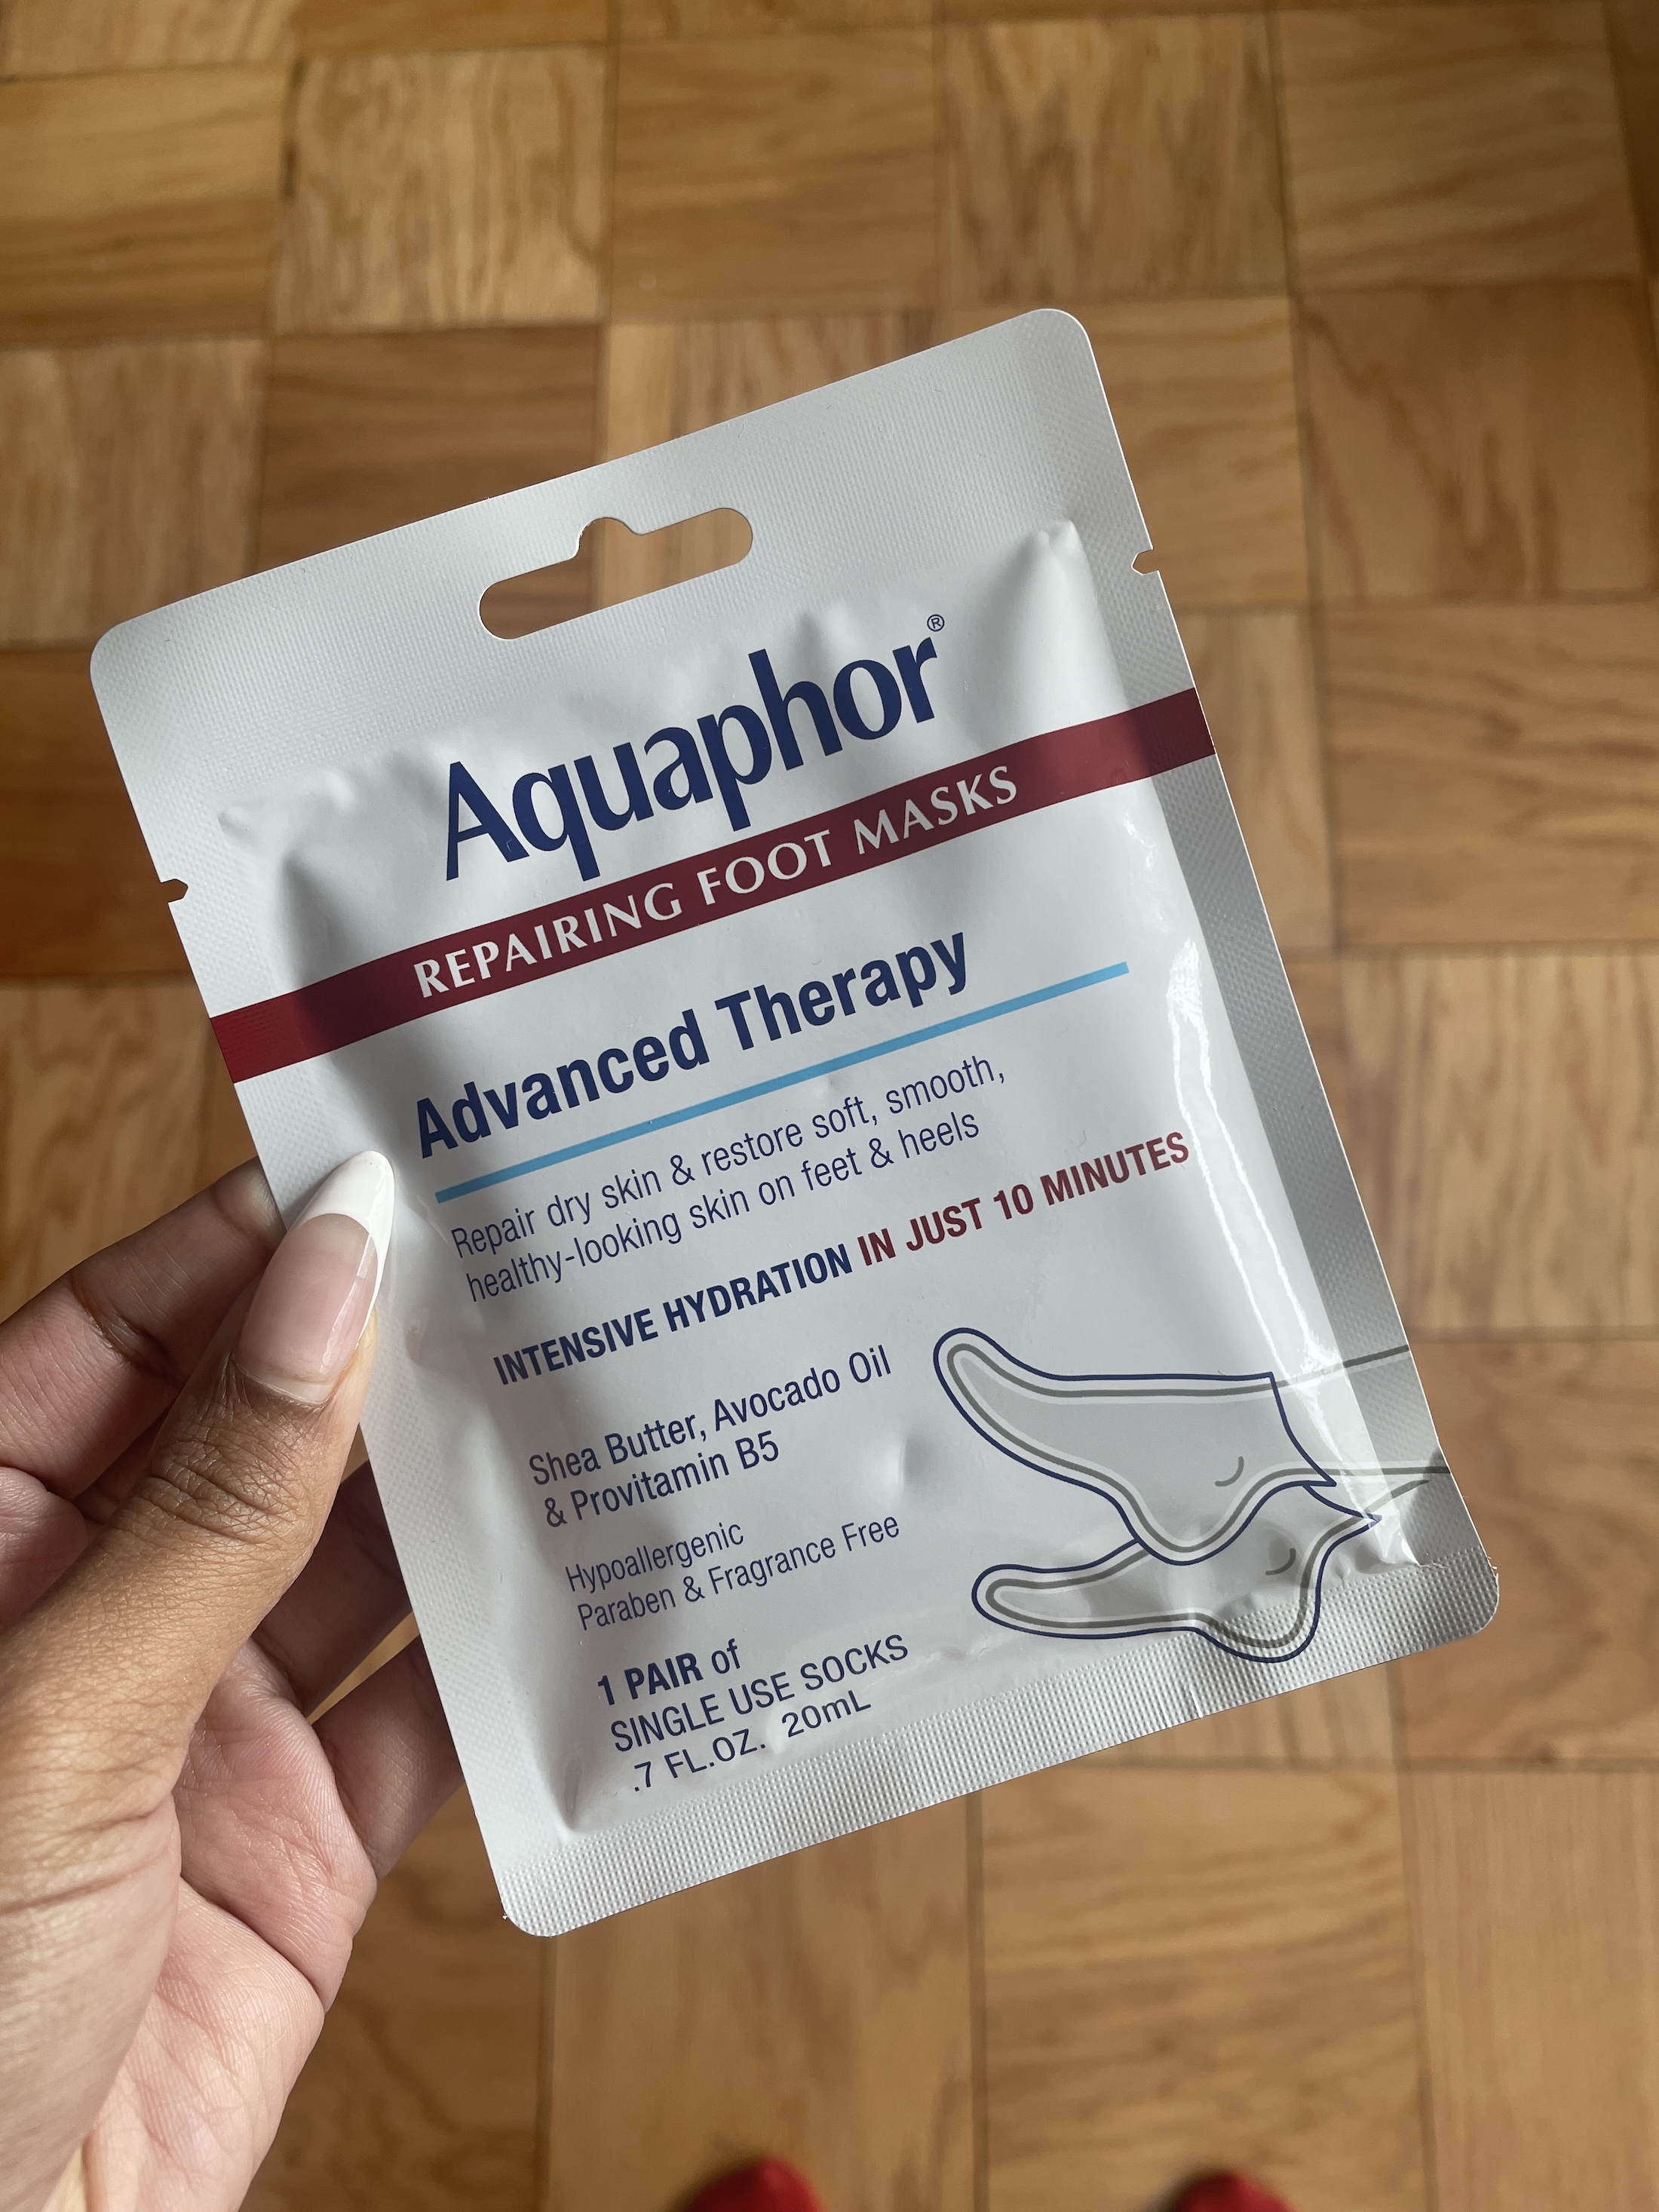 Aquaphor®
REPAIRING FOOT MASKS
Advanced Therapy
Repair dry skin & restore soft, smooth,
healthy-looking skin on feet & heels
INTENSIVE HYDRATION IN JUST 10 MINUTES
Shea Butter, Avocado Oil
& Provitamin B5
Hypoallergenic
Paraben & Fragrance Free
1 PAIR of
SINGLE USE SOCKS
.7 FL.OZ. 20mL